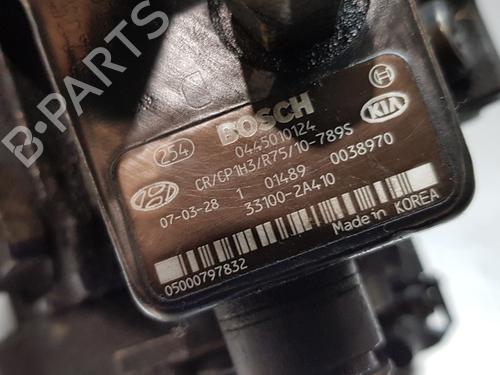 B-PARTS
254
BOSCH
0445010124
KIA
CR/CP1H3/R75/10-789S
07-03-28 1 01489 0038970
33100-2A410
Made in KOREA
05000797832